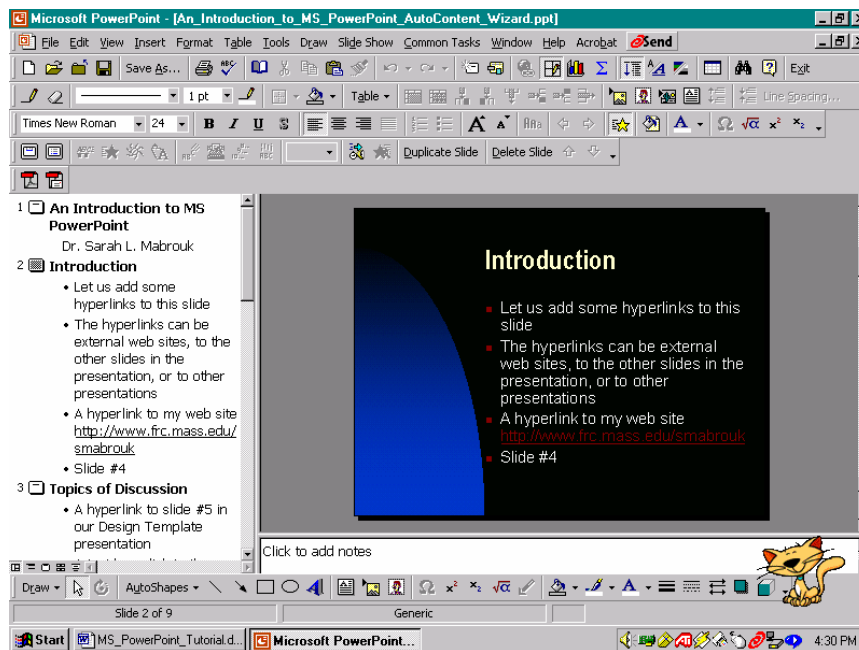 Microsoft PowerPoint - [An_Introduction_to_MS_PowerPoint_AutoContent_Wizard.ppt]
File Edit View Insert Format Table Tools Draw Slide Show Common Tasks Window Help Acrobat eSend
Save As... Exit
1 pt Table Line Spacing...
Times New Roman 24 B I U S
Duplicate Slide Delete Slide
1 An Introduction to MS
PowerPoint
Dr. Sarah L. Mabrouk
2 Introduction
• Let us add some
hyperlinks to this slide
• The hyperlinks can be
external web sites, to the
other slides in the
presentation, or to other
presentations
• A hyperlink to my web site
http://www.frc.mass.edu/
smabrouk
• Slide #4
3 Topics of Discussion
• A hyperlink to slide #5 in
our Design Template
presentation
Introduction
Let us add some hyperlinks to this
slide
The hyperlinks can be external
web sites, to the other slides in the
presentation, or to other
presentations
A hyperlink to my web site
http://www.frc.mass.edu/smabrouk
Slide #4
Click to add notes
Draw AutoShapes
Slide 2 of 9 Generic
Start MS_PowerPoint_Tutorial.d... Microsoft PowerPoint... 4:30 PM